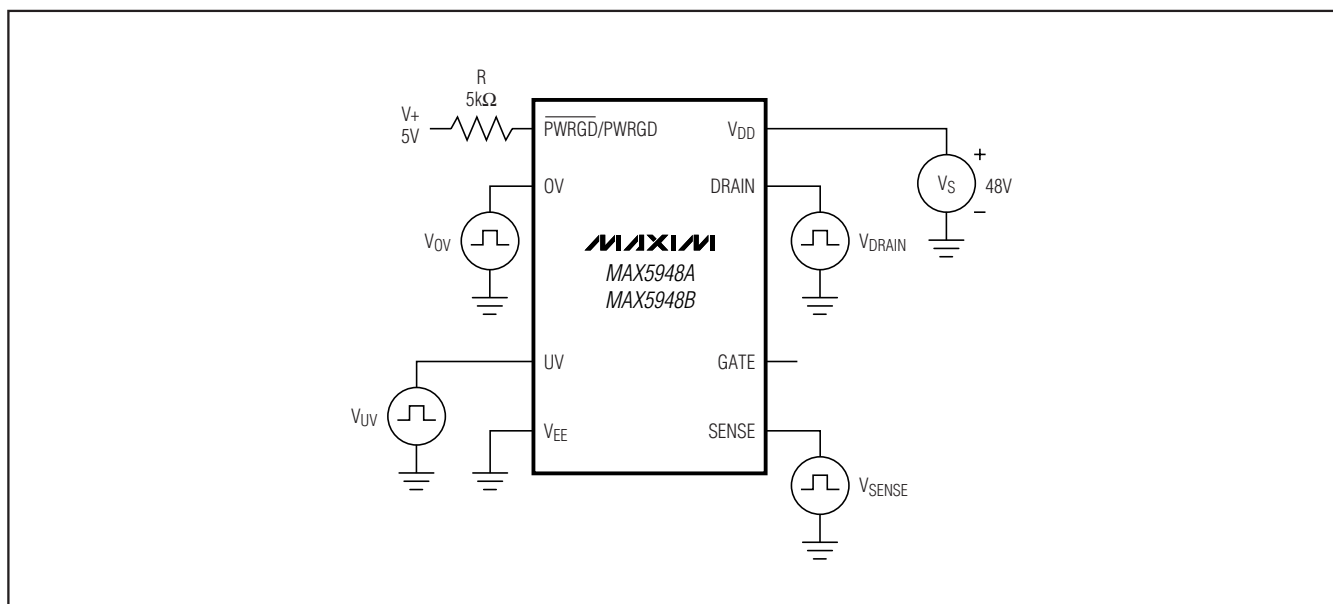 R
5kΩ
V+
5V
PWRGD/PWRGD
VDD
OV
DRAIN
VS
+
48V
–
VOV
MAXIM
MAX5948A
MAX5948B
VDRAIN
UV
GATE
VUV
VEE
SENSE
VSENSE